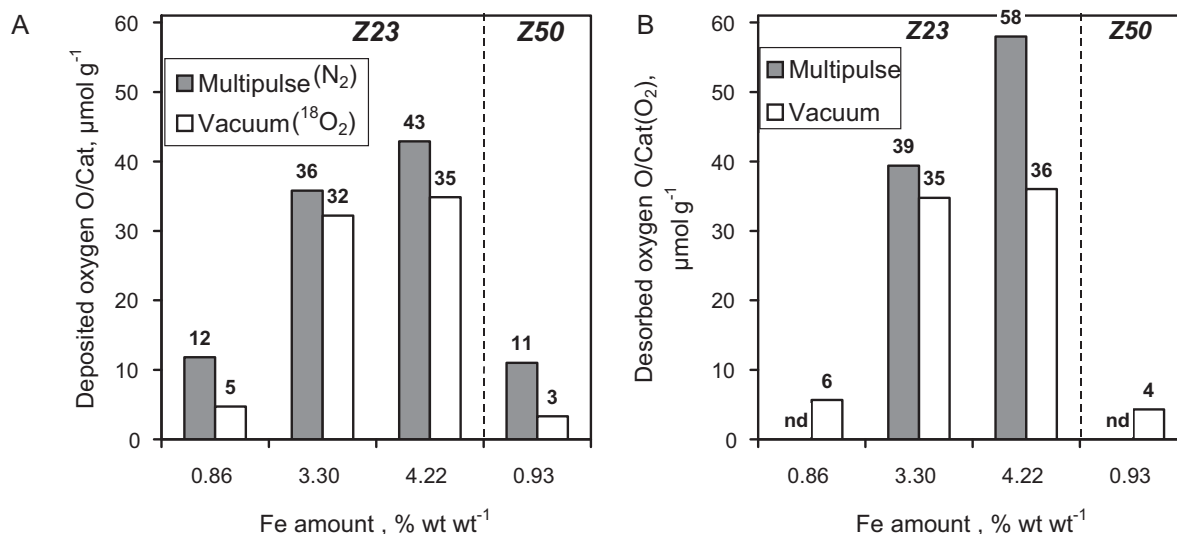 A
Deposited oxygen O/Cat, µmol g⁻¹
60
50
40
30
20
10
0
Z23
Z50
Multipulse (N₂)
Vacuum (¹⁸O₂)
12
5
36
32
43
35
11
3
0.86 3.30 4.22 0.93
Fe amount , % wt wt⁻¹
B
Desorbed oxygen O/Cat(O₂),
µmol g⁻¹
60
50
40
30
20
10
0
Z23
Z50
Multipulse
Vacuum
nd
6
39
35
58
36
nd
4
0.86 3.30 4.22 0.93
Fe amount , % wt wt⁻¹